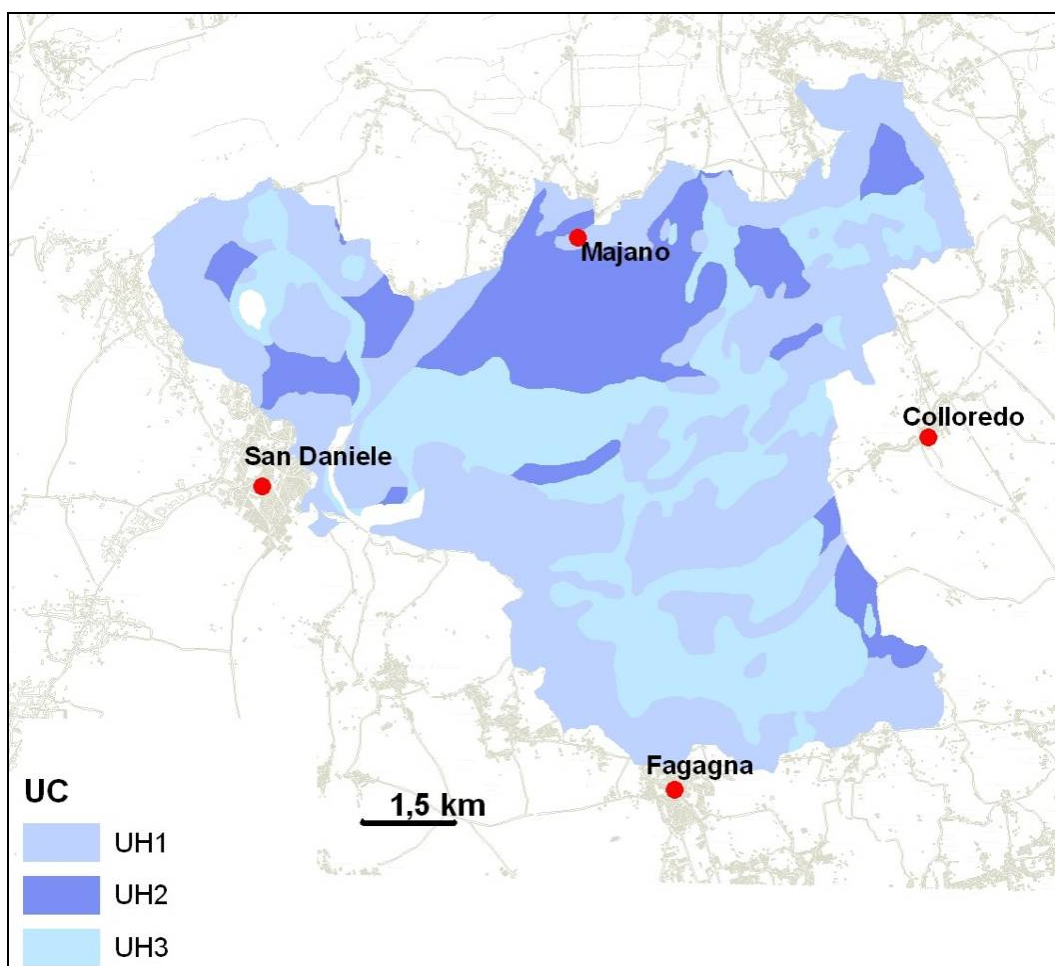 Majano
Colloredo
San Daniele
Fagagna
1,5 km
UC
UH1
UH2
UH3